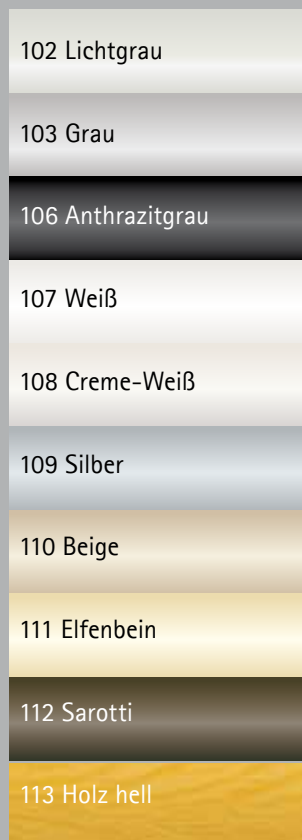 102 Lichtgrau
103 Grau
106 Anthrazitgrau
107 Weiß
108 Creme-Weiß
109 Silber
110 Beige
111 Elfenbein
112 Sarotti
113 Holz hell